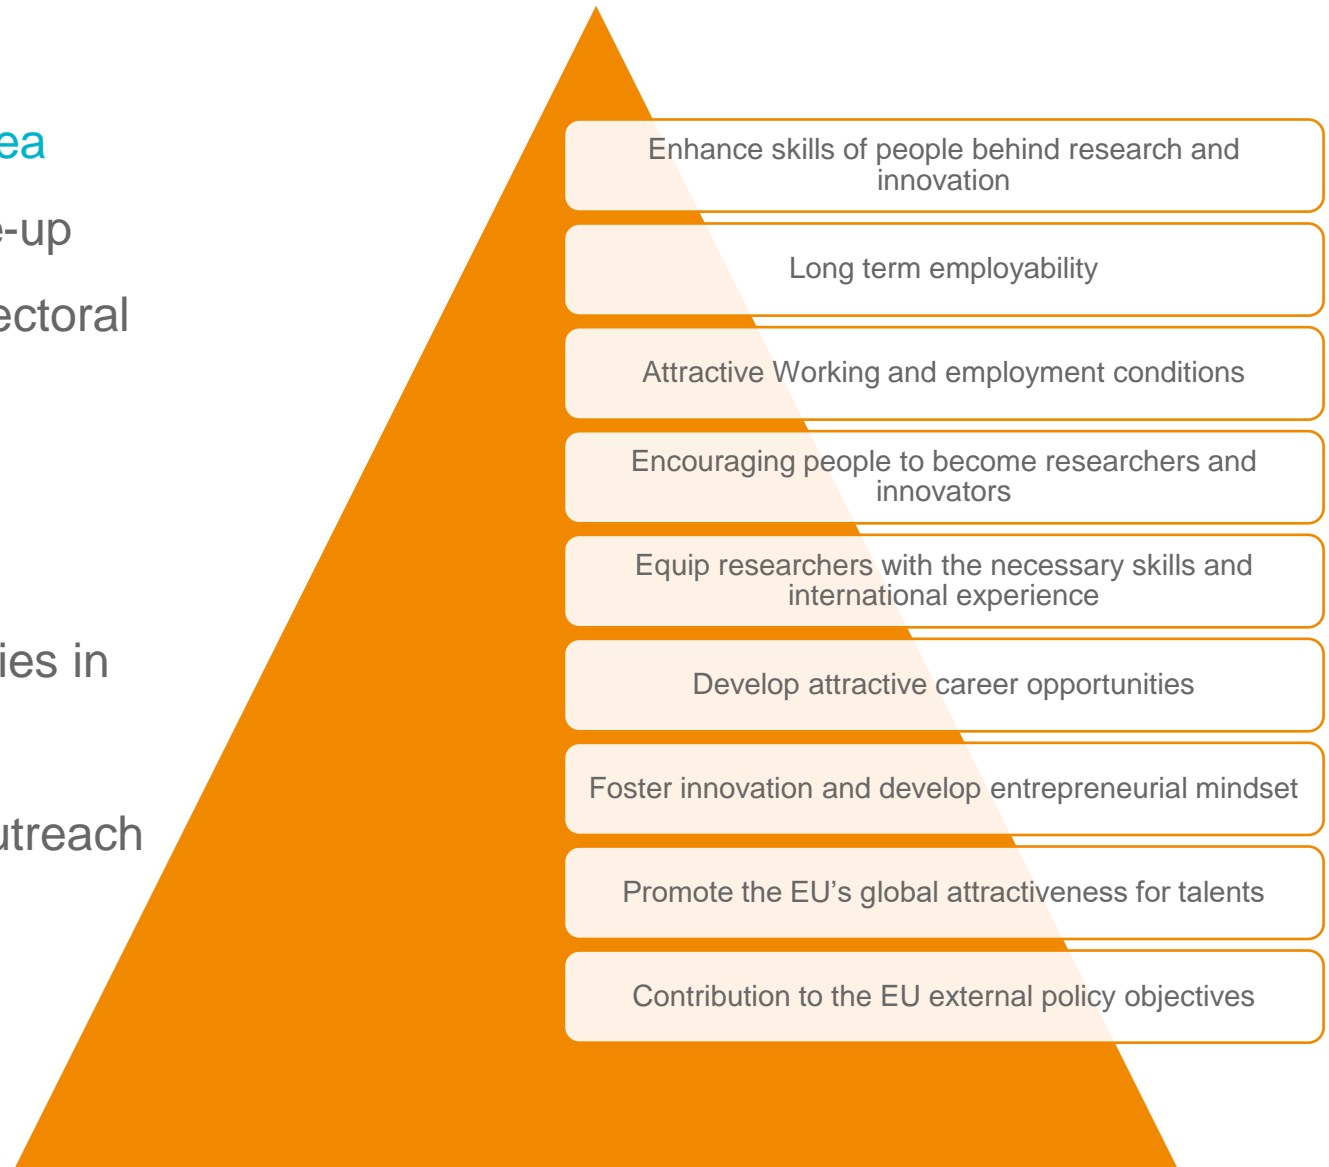 ea
e-up
ectoral
ies in
utreach
Enhance skills of people behind research and
innovation
Long term employability
Attractive Working and employment conditions
Encouraging people to become researchers and
innovators
Equip researchers with the necessary skills and
international experience
Develop attractive career opportunities
Foster innovation and develop entrepreneurial mindset
Promote the EU’s global attractiveness for talents
Contribution to the EU external policy objectives